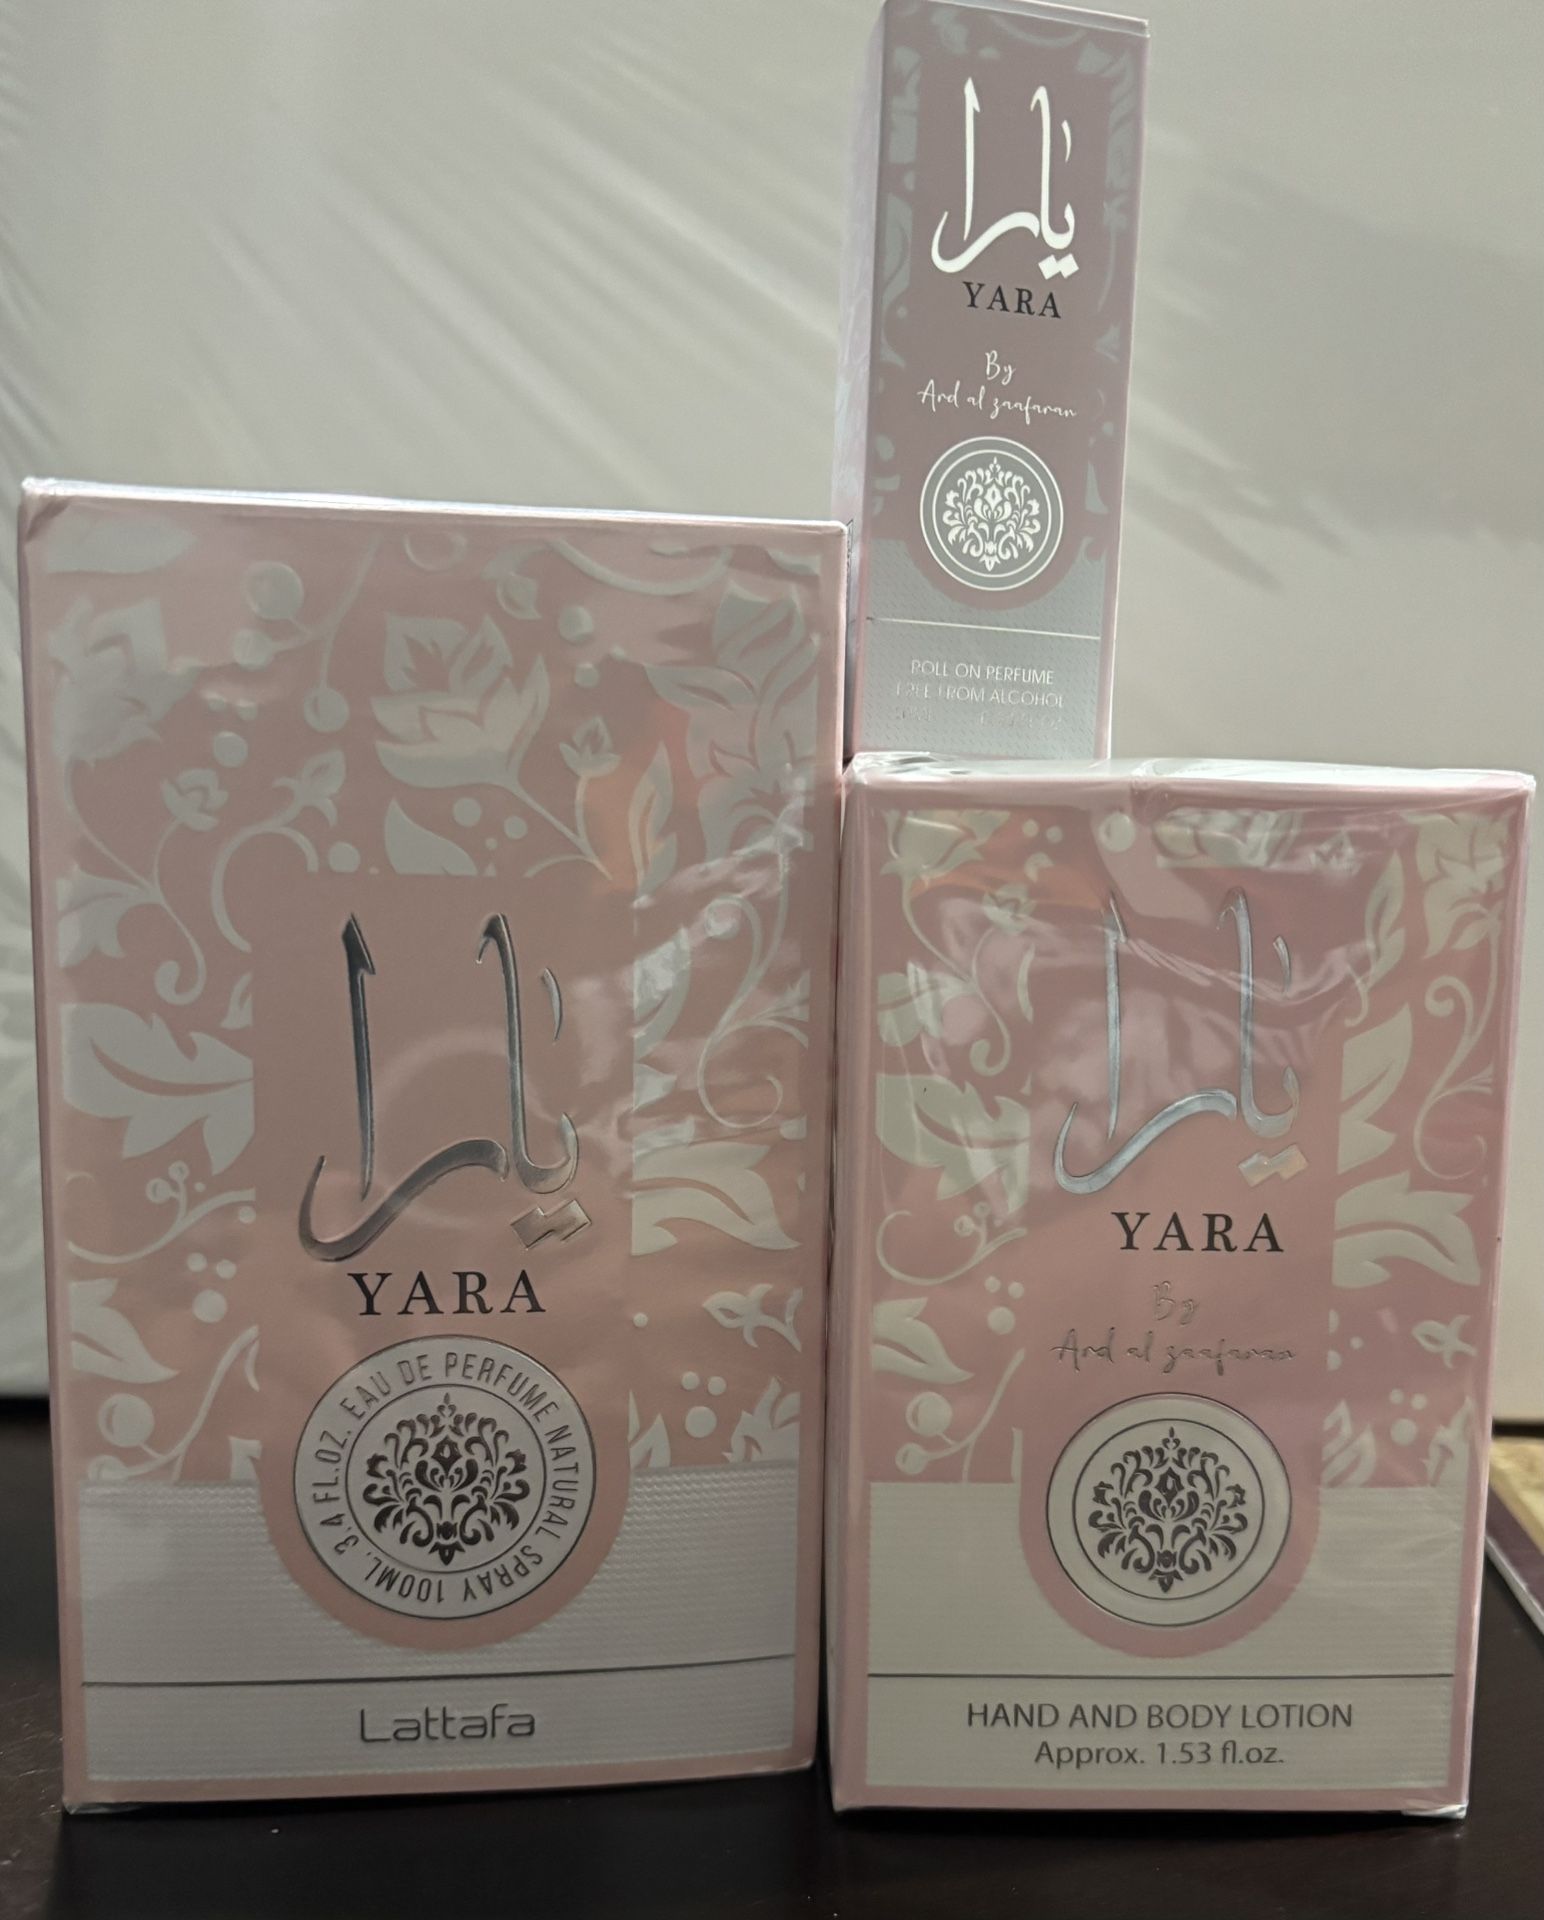 يارا
YARA
By
Ard al zaafaran
ROLL ON PERFUME
FREE FROM ALCOHOL
يارا
YARA
3.4 FL.OZ. EAU DE PERFUME NATURAL SPRAY 100ML.
Lattafa
يارا
YARA
By
Ard al zaafaran
HAND AND BODY LOTION
Approx. 1.53 fl.oz.